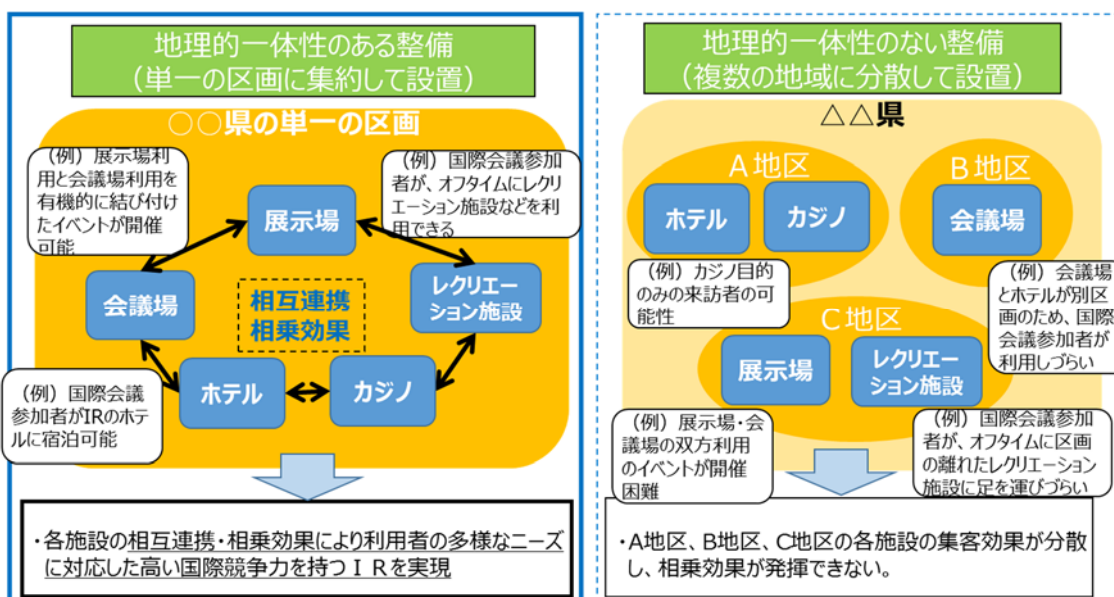 地理的一体性のある整備
（単一の区画に集約して設置）
○○県の単一の区画
（例）展示場利
用と会議場利用を
有機的に結び付け
たイベントが開催
可能
（例）国際会議参加
者が、オフタイムにレクリ
エーション施設などを利
用できる
展示場
会議場
レクリエー
ション施設
相互連携
相乗効果
ホテル
カジノ
（例）国際会議
参加者がIRのホテ
ルに宿泊可能
・各施設の相互連携・相乗効果により利用者の多様なニーズ
に対応した高い国際競争力を持つＩＲを実現
地理的一体性のない整備
（複数の地域に分散して設置）
△△県
A地区
ホテル
カジノ
（例）カジノ目的
のみの来訪者の可
能性
B地区
会議場
（例）会議場
とホテルが別区
画のため、国際
会議参加者が
利用しづらい
C地区
展示場
レクリエー
ション施設
（例）展示場・会
議場の双方利用
のイベントが開催
困難
（例）国際会議参加
者が、オフタイムに区画
の離れたレクリエーション
施設に足を運びづらい
・A地区、B地区、C地区の各施設の集客効果が分散
し、相乗効果が発揮できない。